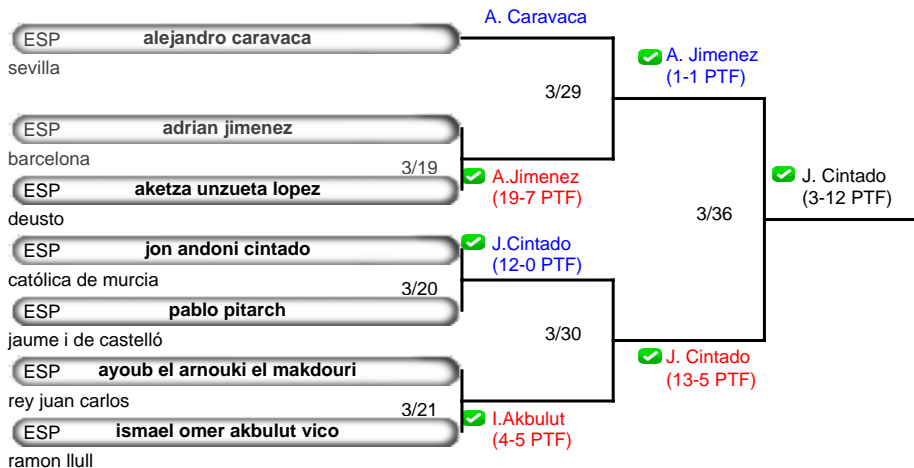 A. Caravaca
ESP alejandro caravaca
sevilla
A. Jimenez
(1-1 PTF)
3/29
ESP adrian jimenez
barcelona
3/19
ESP aketza unzueta lopez
deusto
A.Jimenez
(19-7 PTF)
J. Cintado
(3-12 PTF)
3/36
ESP jon andoni cintado
católica de murcia
J.Cintado
(12-0 PTF)
3/20
ESP pablo pitarch
jaume i de castelló
3/30
ESP ayoub el arnouki el makdouri
rey juan carlos
J. Cintado
(13-5 PTF)
3/21
ESP ismael omer akbulut vico
ramon llull
I.Akbulut
(4-5 PTF)